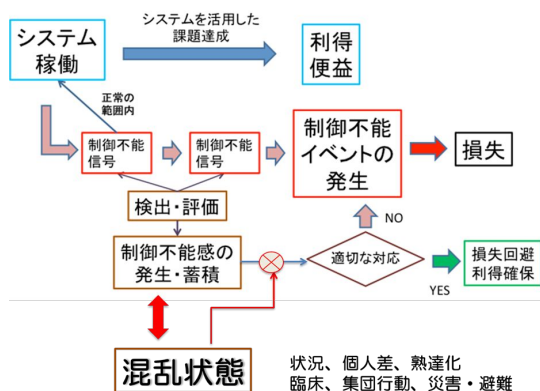 システムを活用した
課題達成
システム
稼働
利得
便益
正常の
範囲内
制御不能
信号
制御不能
信号
制御不能
イベントの
発生
損失
検出・評価
NO
制御不能感の
発生・蓄積
適切な対応
損失回避
利得確保
YES
混乱状態
状況、個人差、熟達化
臨床、集団行動、災害・避難